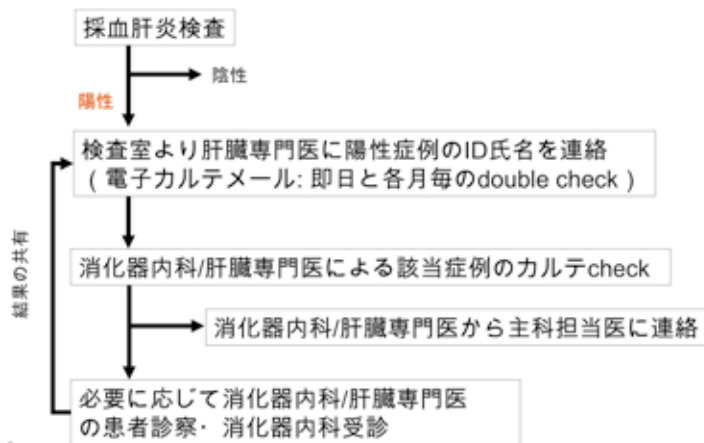 採血肝炎検査
陰性
陽性
検査室より肝臓専門医に陽性症例のID氏名を連絡
( 電子カルテメール: 即日と各月毎のdouble check )
結果の共有
消化器内科/肝臓専門医による該当症例のカルテcheck
消化器内科/肝臓専門医から主科担当医に連絡
必要に応じて消化器内科/肝臓専門医
の患者診察・消化器内科受診